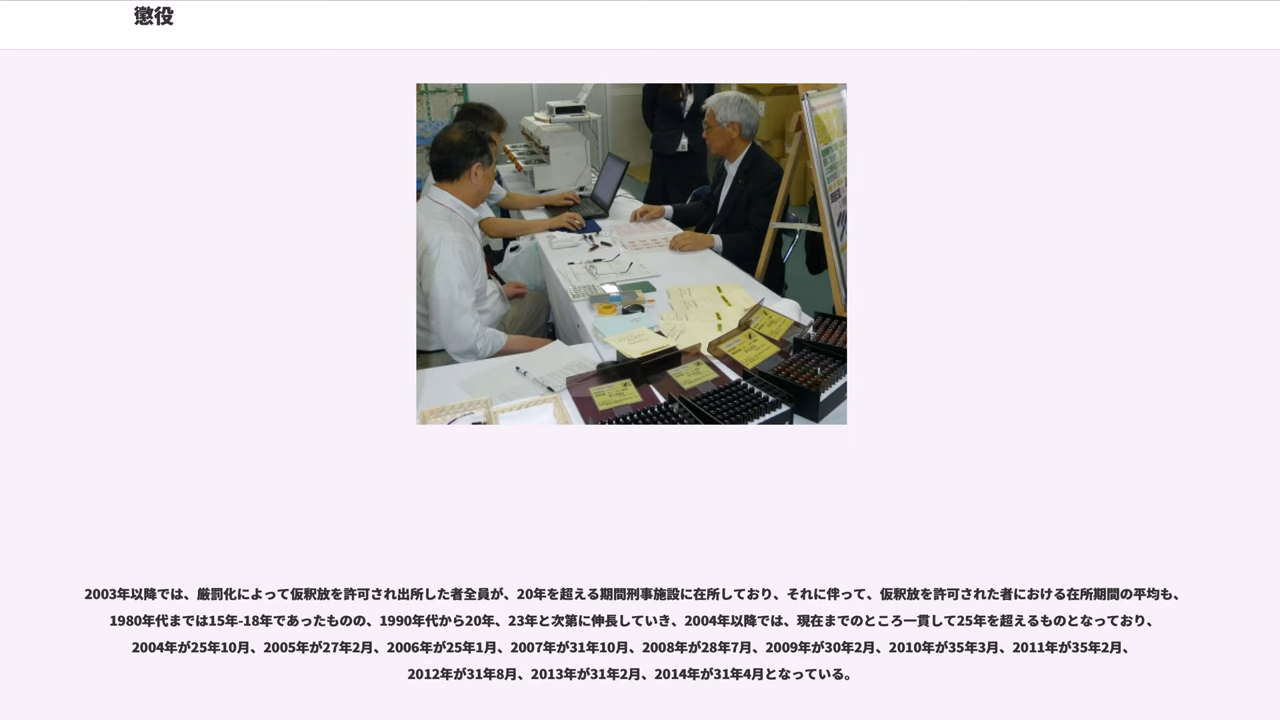 懲役
2003年以降では、厳罰化によって仮釈放を許可され出所した者全員が、20年を超える期間刑事施設に在所しており、それに伴って、仮釈放を許可された者における在所期間の平均も、
1980年代までは15年-18年であったものの、1990年代から20年、23年と次第に伸長していき、2004年以降では、現在までのところ一貫して25年を超えるものとなっており、
2004年が25年10月、2005年が27年2月、2006年が25年1月、2007年が31年10月、2008年が28年7月、2009年が30年2月、2010年が35年3月、2011年が35年2月、
2012年が31年8月、2013年が31年2月、2014年が31年4月となっている。